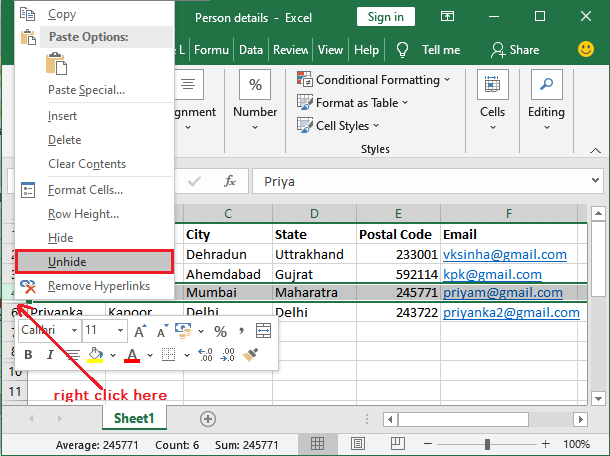 Person details - Excel
Sign in
Copy
Paste Options:
Paste Special...
Insert
Delete
Clear Contents
Format Cells...
Row Height...
Hide
Unhide
Remove Hyperlinks
L Formu Data Review View Help Tell me Share
gnment
%
Number
Conditional Formatting
Format as Table
Cell Styles
Styles
Cells
Editing
fx Priya
C D E F
City State Postal Code Email
Dehradun Uttrakhand 233001 vksinha@gmail.com
Ahemdabad Gujrat 592114 kpk@gmail.com
4 Mumbai Maharatra 245771 priyam@gmail.com
6 Priyanka Kapoor Delhi Delhi 243722 priyanka2@gmail.com
Calibri 11 A A % ,
B I A .00 .0
10
11
right click here
Sheet1
Average: 245771 Count: 6 Sum: 245771 100%